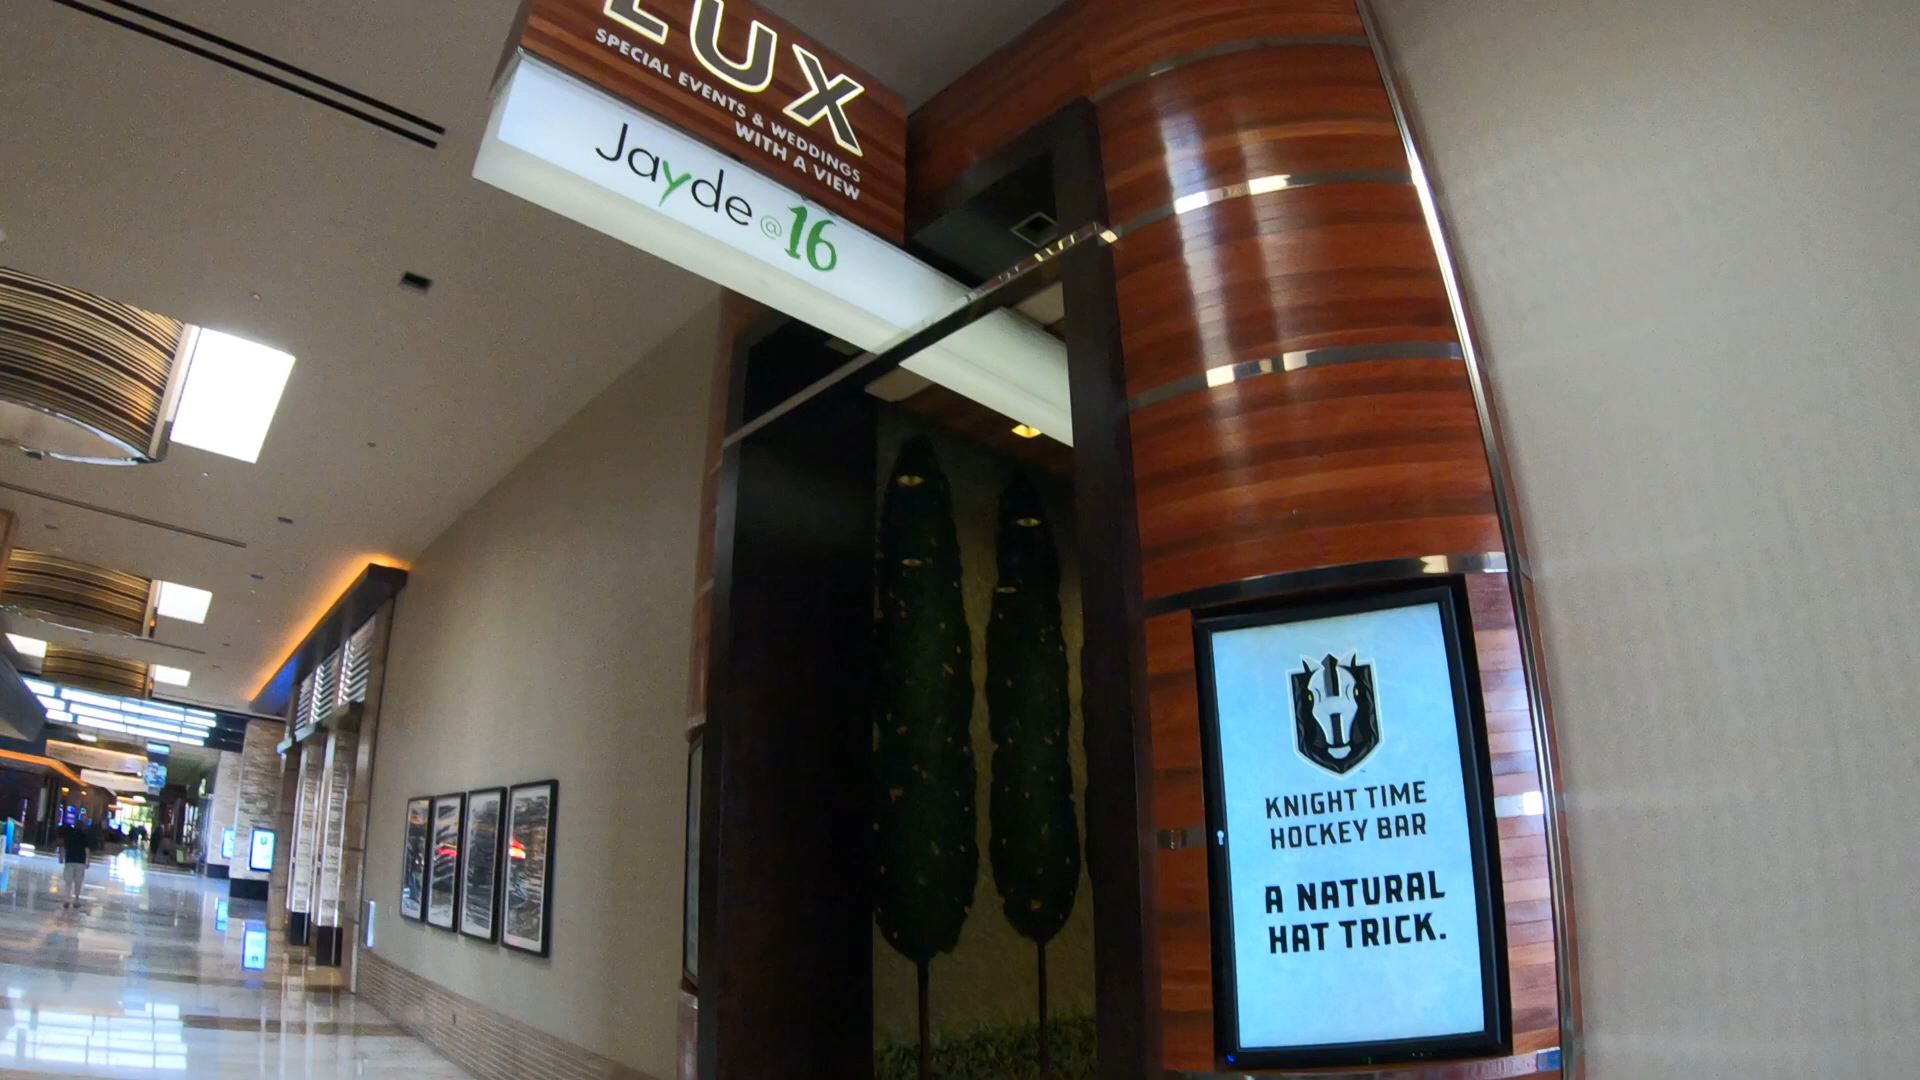 LUX
SPECIAL EVENTS & WEDDINGS
WITH A VIEW
Jayde @ 16
KNIGHT TIME
HOCKEY BAR
A NATURAL
HAT TRICK.